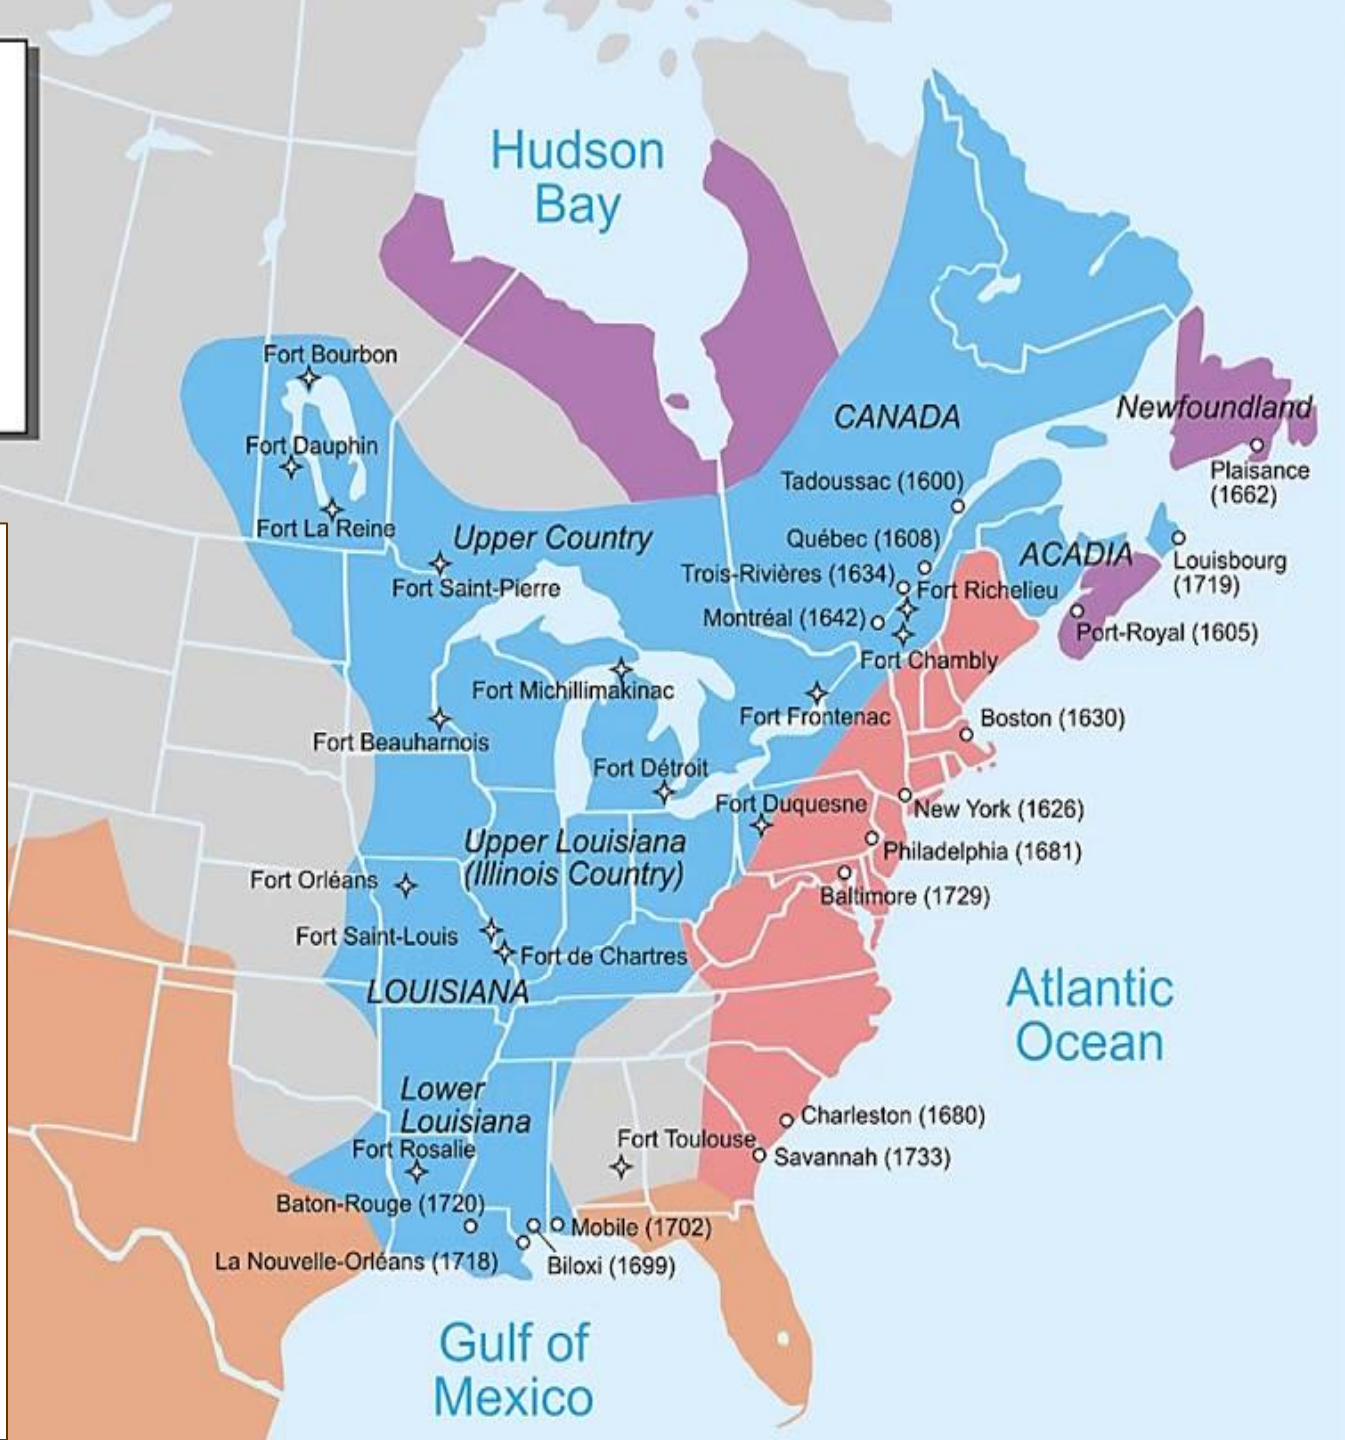 Hudson
Bay
Fort Bourbon
CANADA
Newfoundland
Fort Dauphin
Plaisance
(1662)
Tadoussac (1600)
Fort La Reine
Upper Country
Québec (1608)
ACADIA
Louisbourg
(1719)
Trois-Rivières (1634)
Fort Saint-Pierre
Fort Richelieu
Montréal (1642)
Port-Royal (1605)
Fort Chambly
Fort Michillimakinac
Fort Frontenac
Boston (1630)
Fort Beauharnois
Fort Détroit
Fort Duquesne
New York (1626)
Upper Louisiana
(Illinois Country)
Philadelphia (1681)
Fort Orléans
Baltimore (1729)
Fort Saint-Louis
Fort de Chartres
LOUISIANA
Atlantic
Ocean
Lower
Louisiana
Charleston (1680)
Fort Rosalie
Fort Toulouse
Savannah (1733)
Baton-Rouge (1720)
Mobile (1702)
La Nouvelle-Orléans (1718)
Biloxi (1699)
Gulf of
Mexico